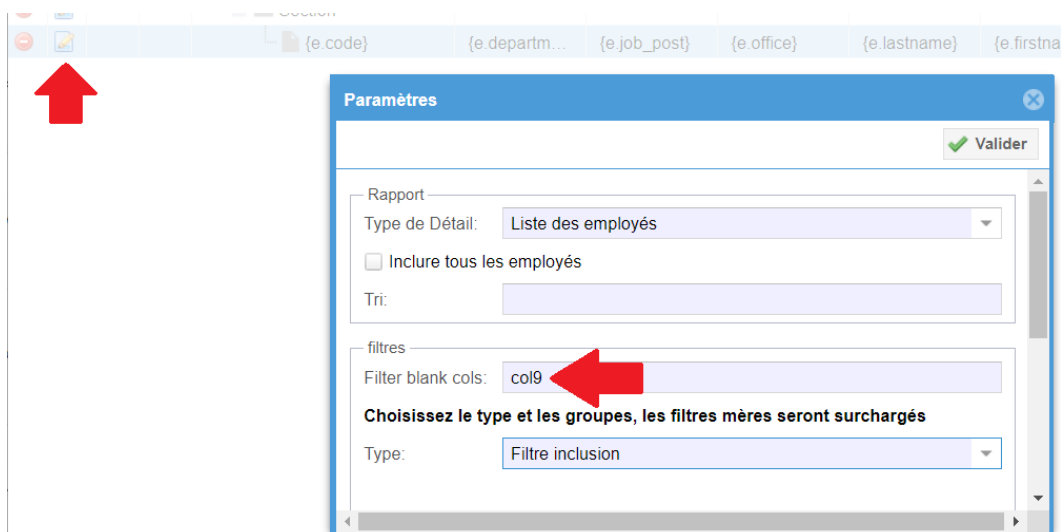 Section
{e.code} {e.departm... {e.job_post} {e.office} {e.lastname} {e.firstna
Paramètres
Valider
Rapport
Type de Détail: Liste des employés
Inclure tous les employés
Tri:
filtres
Filter blank cols: col9
Choisissez le type et les groupes, les filtres mères seront surchargés
Type: Filtre inclusion